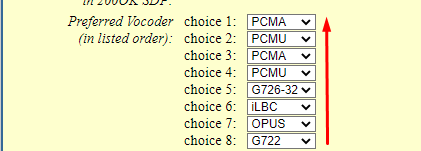 in 200OK SDP:
Preferred Vocoder choice 1: PCMA
(in listed order): choice 2: PCMU
choice 3: PCMA
choice 4: PCMU
choice 5: G726-32
choice 6: iLBC
choice 7: OPUS
choice 8: G722